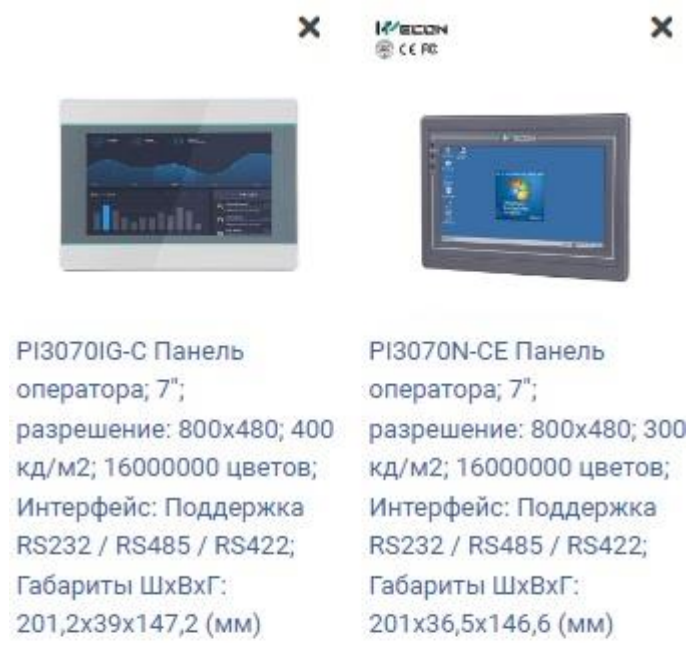 WECON
CE FC
PI3070IG-C Панель
оператора; 7";
разрешение: 800x480; 400
кд/м2; 16000000 цветов;
Интерфейс: Поддержка
RS232 / RS485 / RS422;
Габариты ШхВхГ:
201,2x39x147,2 (мм)
PI3070N-CE Панель
оператора; 7";
разрешение: 800x480; 300
кд/м2; 16000000 цветов;
Интерфейс: Поддержка
RS232 / RS485 / RS422;
Габариты ШхВхГ:
201x36,5x146,6 (мм)